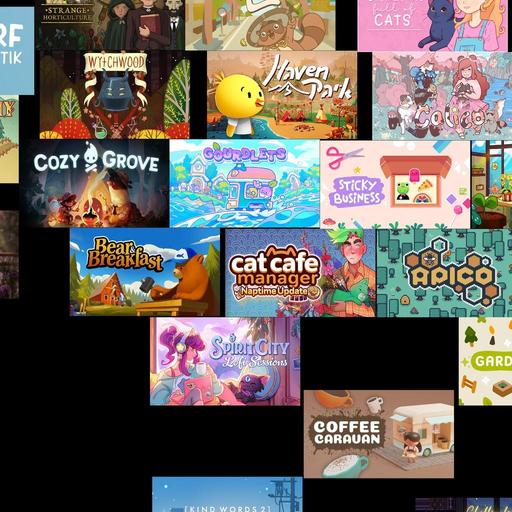 STRANGE
HORTICULTURE
full of
CATS
RF
TIK
WYTCHWOOD
Haven
Park
Calico
COZY GROVE
GOURDLETS
STICKY
BUSINESS
Bear&
Breakfast
cat cafe
manager
Naptime Update
APICO
SPIRIT CITY
Lofi Sessions
GARD
COFFEE
CARAVAN
[KIND WORDS 2]